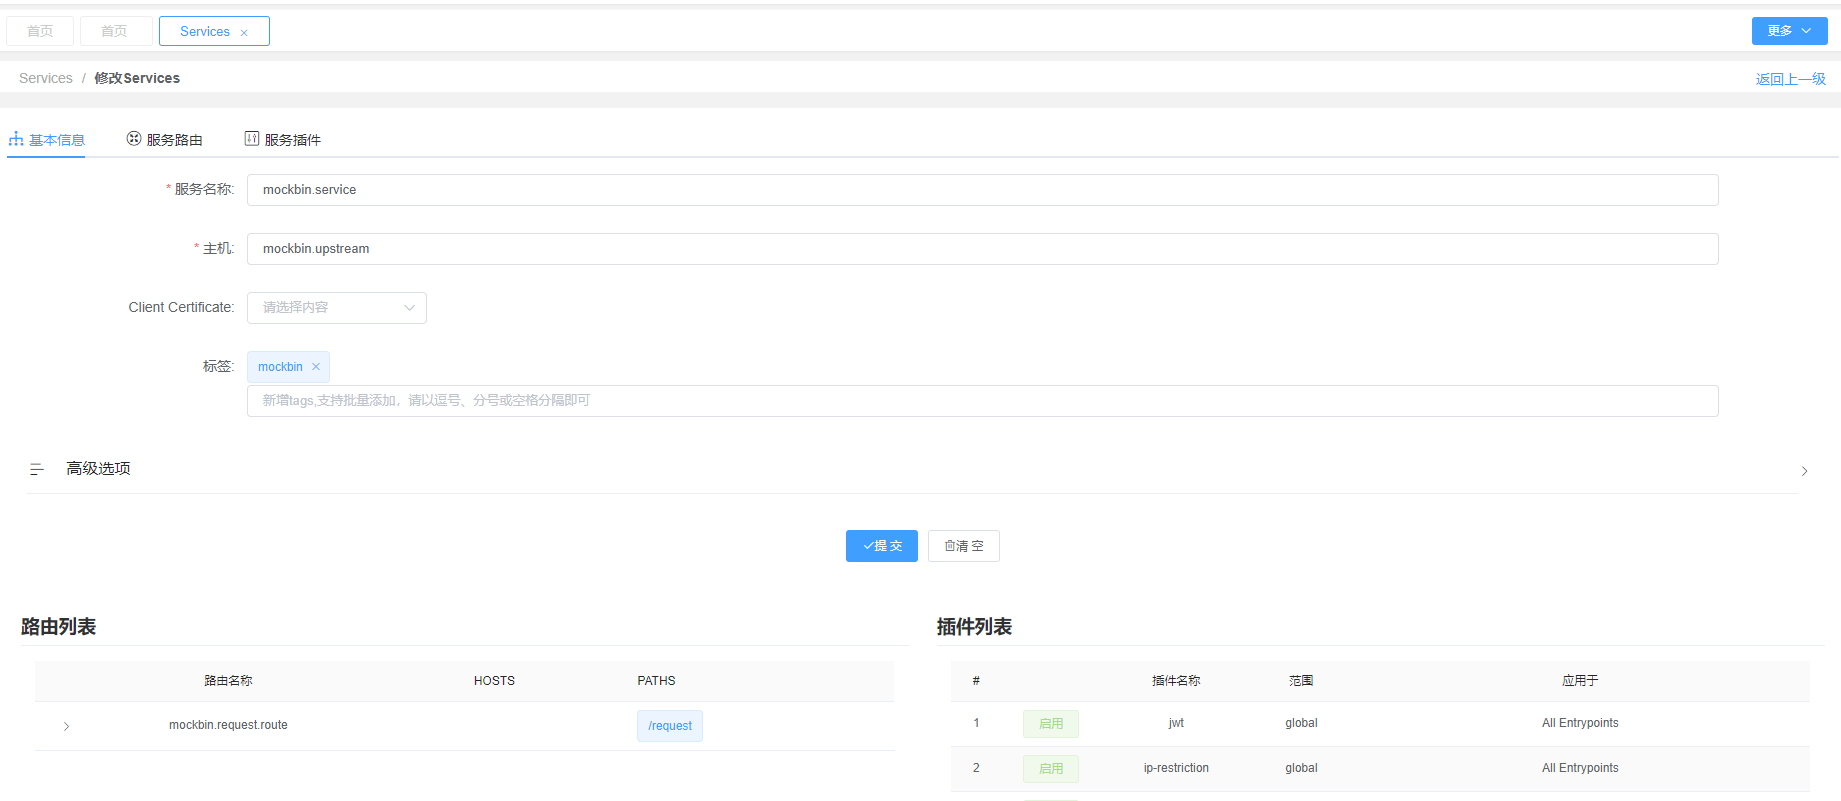 首页 首页 Services × 更多
Services / 修改Services 返回上一级
基本信息 服务路由 服务插件
* 服务名称: mockbin.service
* 主机: mockbin.upstream
Client Certificate: 请选择内容
标签: mockbin ×
新增tags,支持批量添加，请以逗号、分号或空格分隔即可
高级选项
提 交 清 空
路由列表
路由名称 HOSTS PATHS
mockbin.request.route /request
插件列表
# 插件名称 范围 应用于
1 启用 jwt global All Entrypoints
2 启用 ip-restriction global All Entrypoints